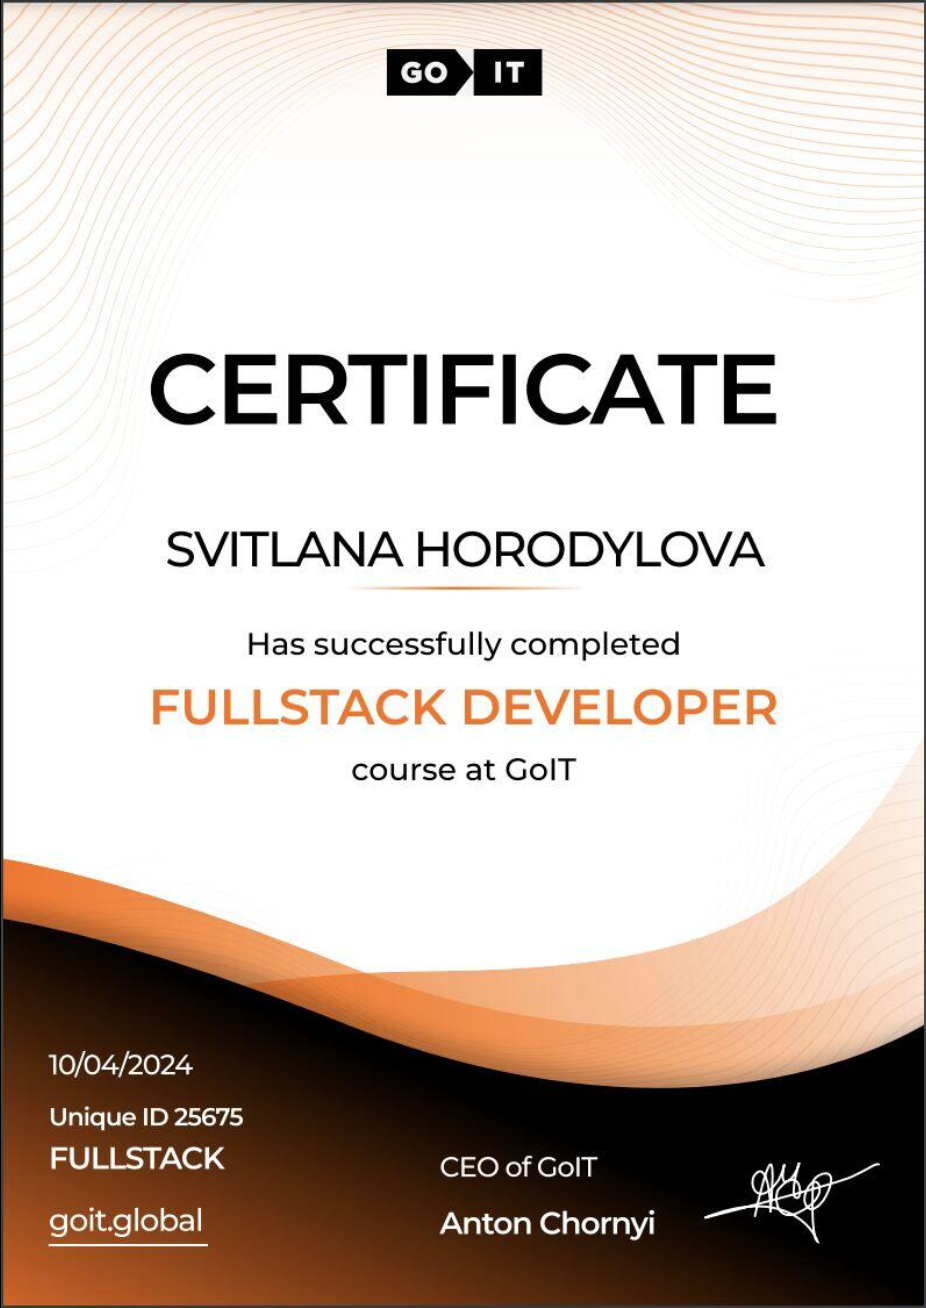 GO IT
CERTIFICATE
SVITLANA HORODYLOVA
Has successfully completed
FULLSTACK DEVELOPER
course at GoIT
10/04/2024
Unique ID 25675
FULLSTACK
goit.global
CEO of GoIT
Anton Chornyi